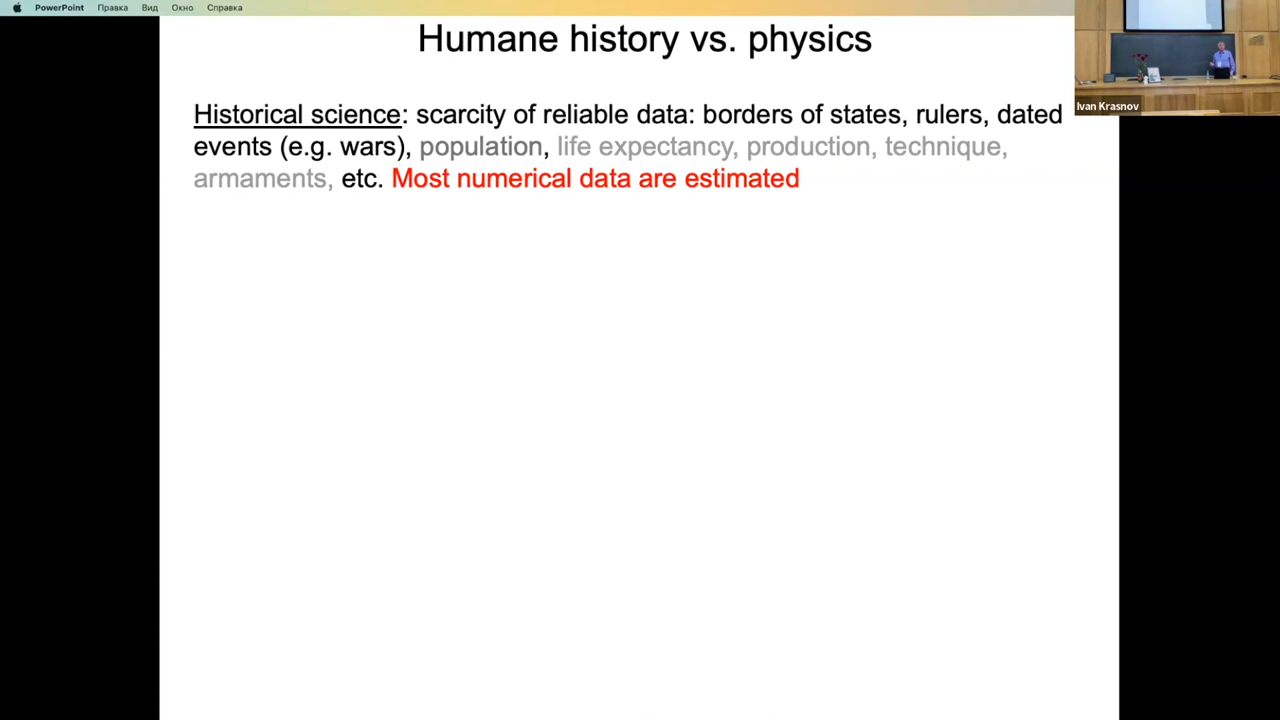 PowerPoint Правка Вид Окно Справка
Humane history vs. physics
Historical science: scarcity of reliable data: borders of states, rulers, dated
events (e.g. wars), population, life expectancy, production, technique,
armaments, etc. Most numerical data are estimated
Ivan Krasnov